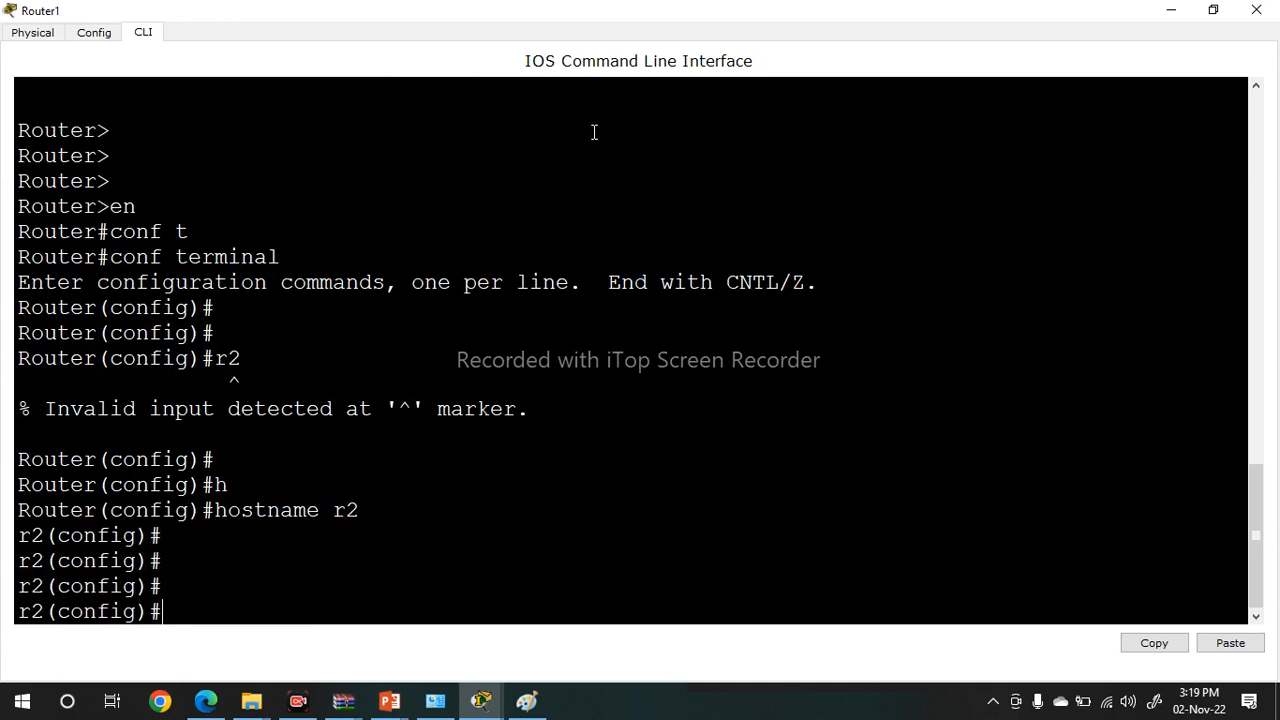 Router1
Physical Config CLI
IOS Command Line Interface
Router>
Router>
Router>
Router>en
Router#conf t
Router#conf terminal
Enter configuration commands, one per line.  End with CNTL/Z.
Router(config)#
Router(config)#
Router(config)#r2
^
% Invalid input detected at '^' marker.
Recorded with iTop Screen Recorder
Router(config)#
Router(config)#h
Router(config)#hostname r2
r2(config)#
r2(config)#
r2(config)#
r2(config)#
Copy Paste
3:19 PM
02-Nov-22